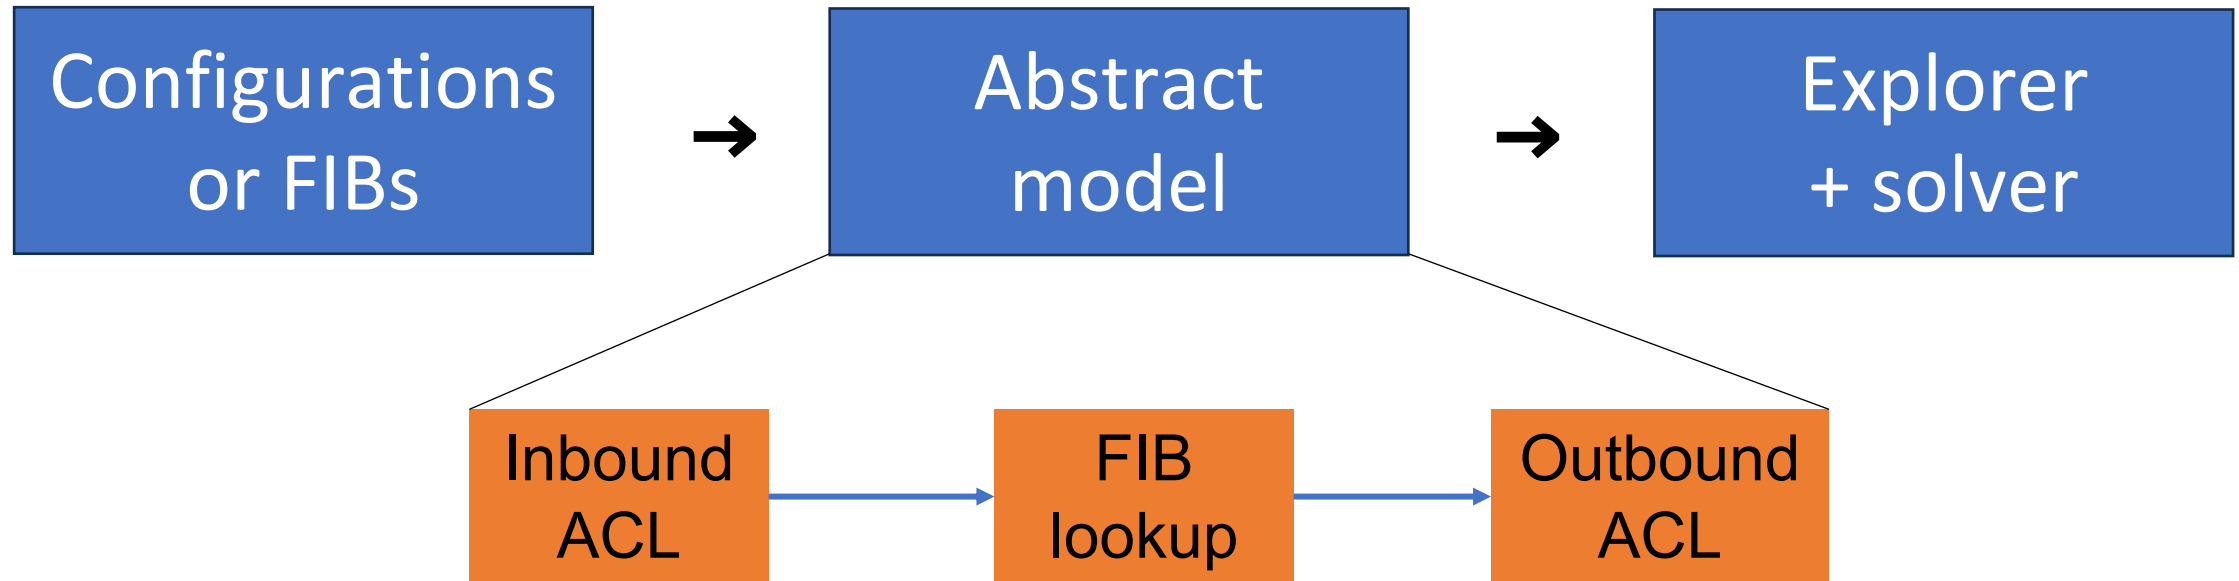 Configurations
or FIBs
→
Abstract
model
→
Explorer
+ solver
Inbound
ACL
FIB
lookup
Outbound
ACL